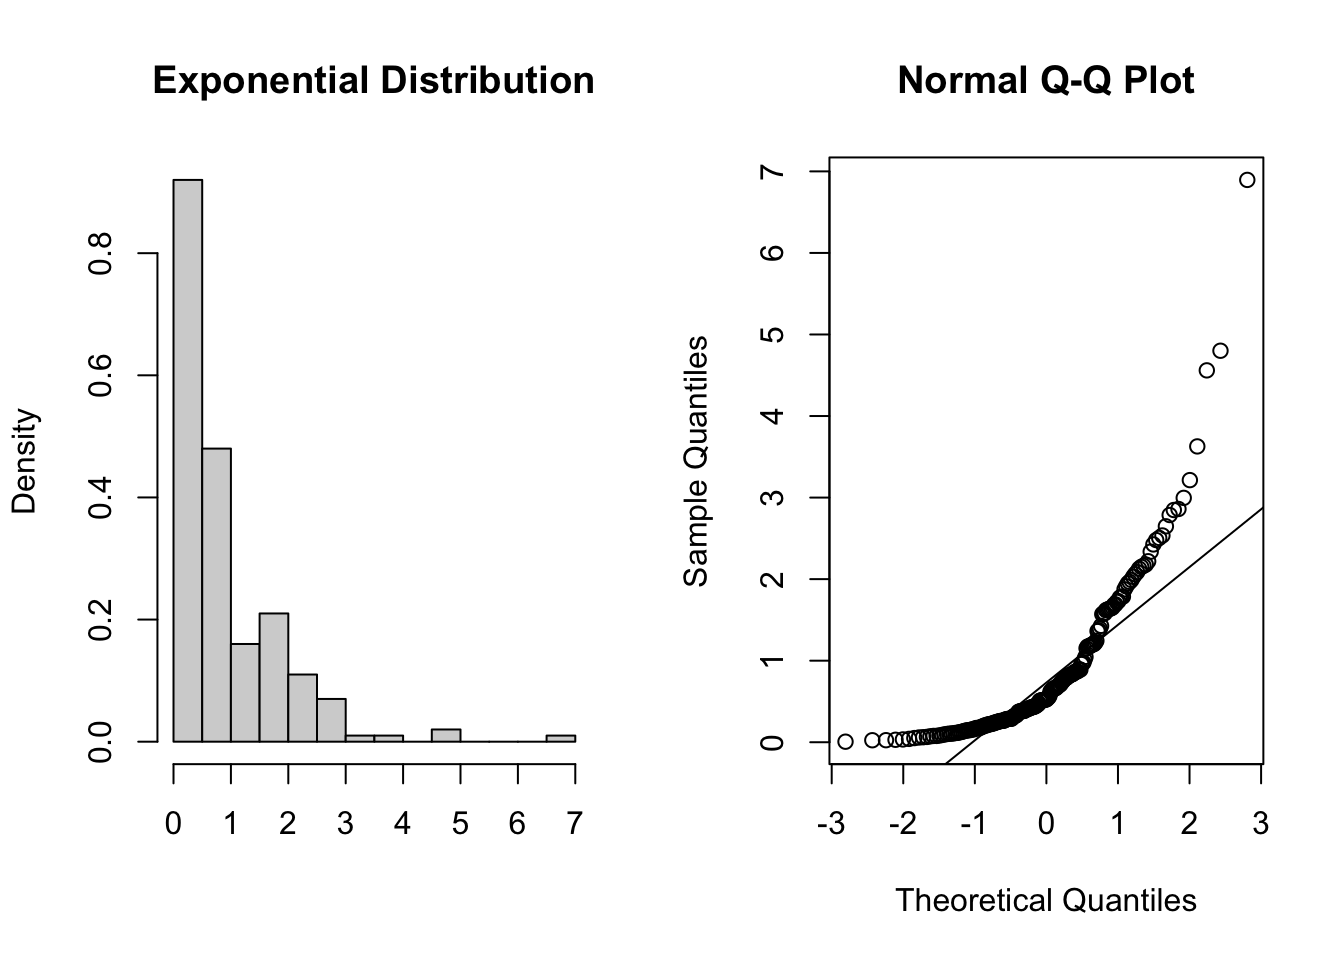 Exponential Distribution
Density
0.0 0.2 0.4 0.6 0.8
0 1 2 3 4 5 6 7
Normal Q-Q Plot
Sample Quantiles
0 1 2 3 4 5 6 7
-3 -2 -1 0 1 2 3
Theoretical Quantiles